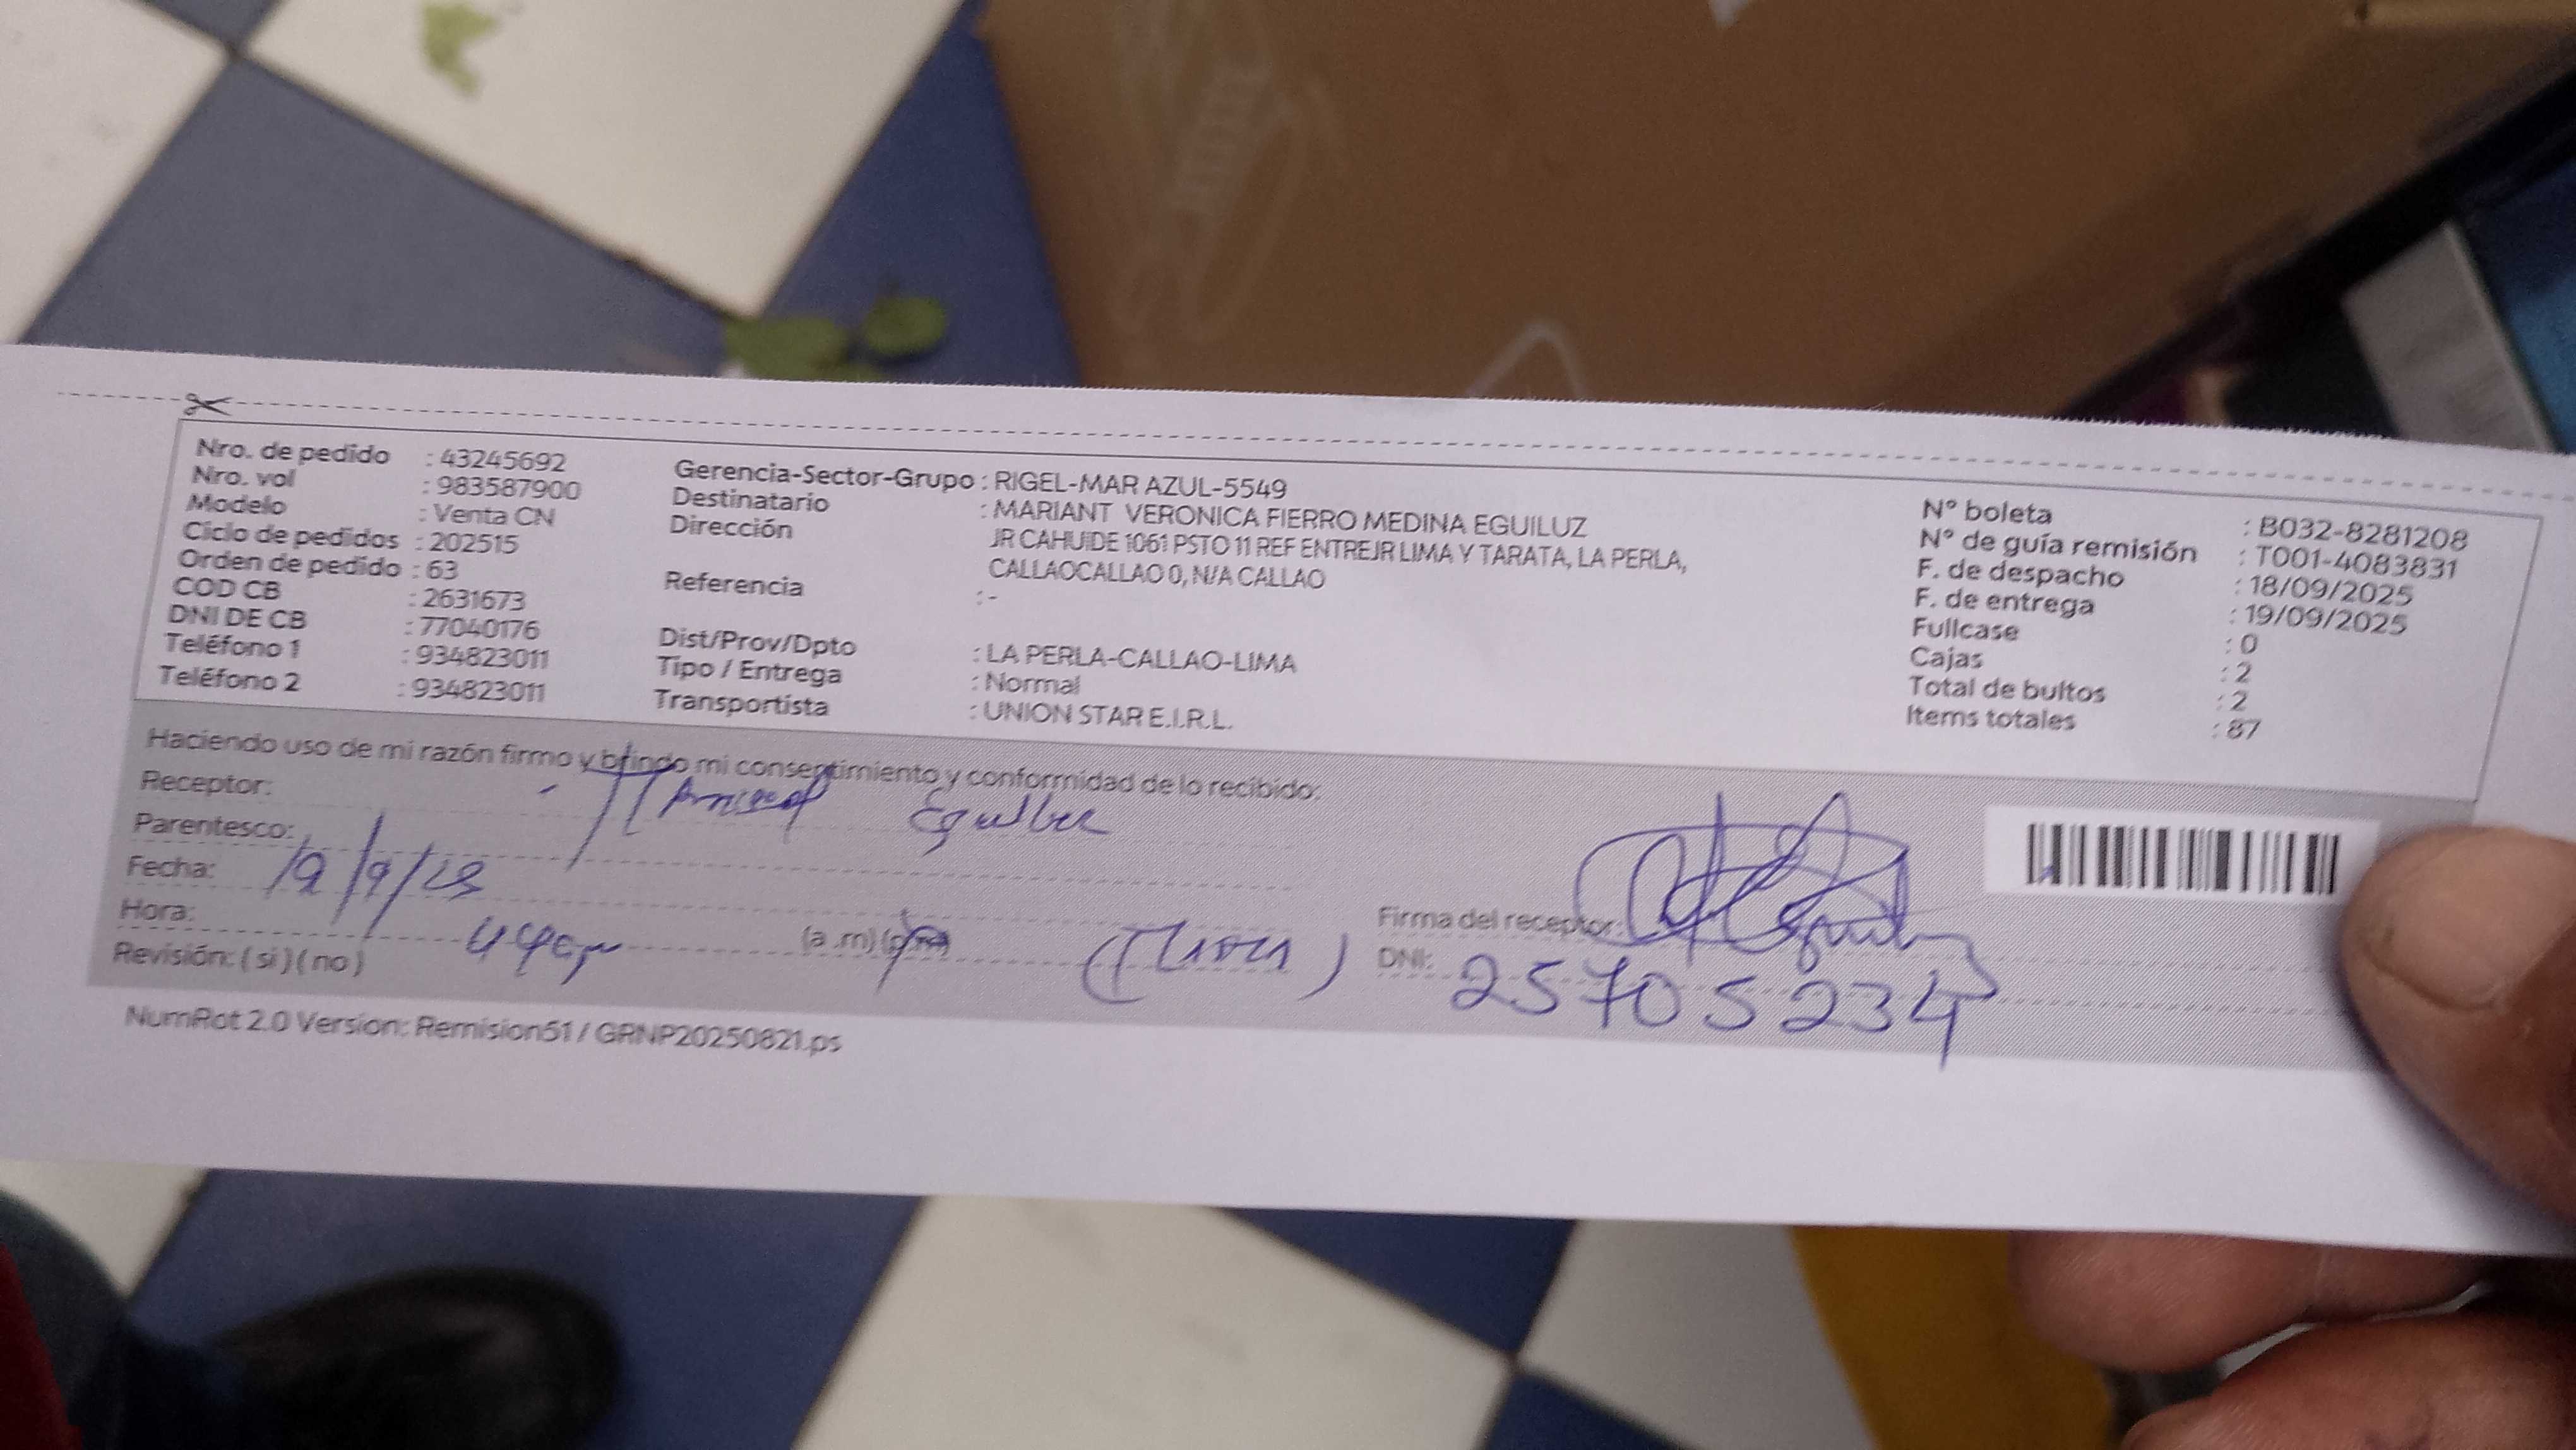 Nro. de pedido : 43245692
Nro. vol : 983587900
Modelo : Venta CN
Ciclo de pedidos : 202515
Orden de pedido : 63
COD CB : 2631673
DNI DE CB : 77040176
Teléfono 1 : 934823011
Teléfono 2 : 934823011
Gerencia-Sector-Grupo : RIGEL-MAR AZUL-5549
Destinatario : MARIANT VERONICA FIERRO MEDINA EGUILUZ
Dirección JR CAHUIDE 1061 PSTO 11 REF ENTREJR LIMA Y TARATA, LA PERLA,
CALLAOCALLAO 0, N/A CALLAO
Referencia : -
Dist/Prov/Dpto : LA PERLA-CALLAO-LIMA
Tipo / Entrega : Normal
Transportista : UNION STAR E.I.R.L.
N° boleta : B032-8281208
N° de guía remisión : T001-4083831
F. de despacho : 18/09/2025
F. de entrega : 19/09/2025
Fullcase : 0
Cajas : 2
Total de bultos : 2
Items totales : 87
Haciendo uso de mi razón firmo y brindo mi consentimiento y conformidad de lo recibido:
Receptor:
Parentesco:
Fecha: 19/9/25
Hora: (a .m) (p.m)
Revisión: ( si ) ( no )
Firma del receptor:
DNI: 25705234
NumRot 2.0 Version: Remision51 / GRNP20250821.ps